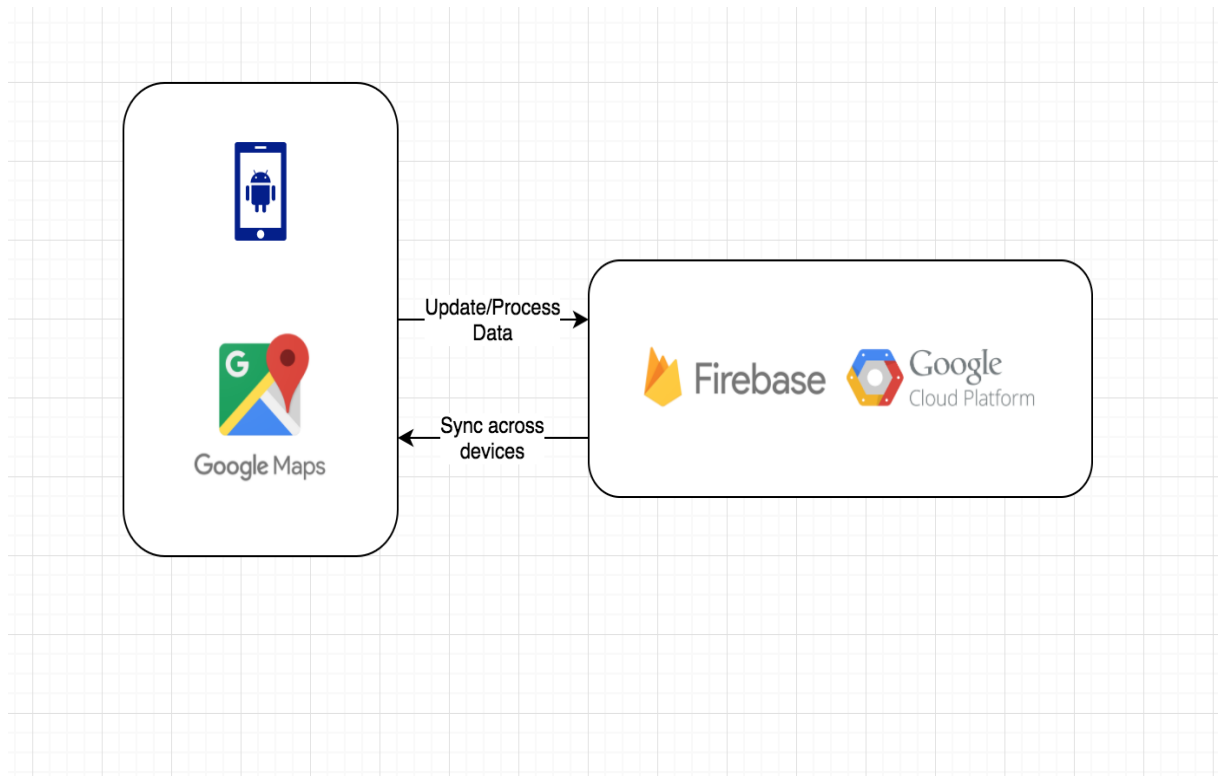 Update/Process
Data
G
Google Maps
Firebase
Google
Cloud Platform
Sync across
devices